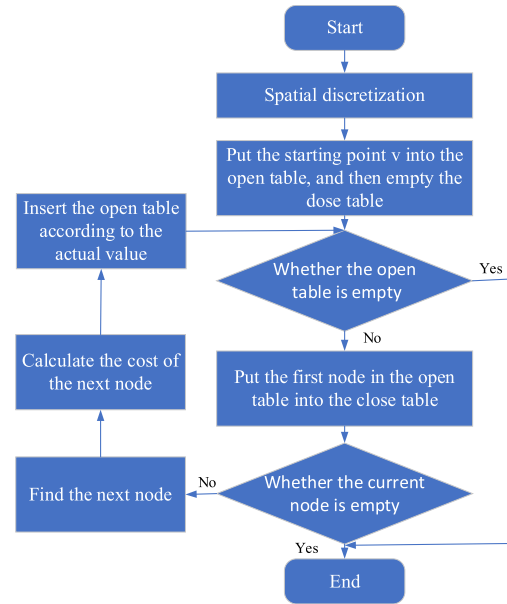 Start
Spatial discretization
Put the starting point v into the
open table, and then empty the
dose table
Insert the open table
according to the
actual value
Whether the open
table is empty
Yes
No
Calculate the cost of
the next node
Put the first node in the open
table into the close table
Find the next node
No
Whether the current
node is empty
Yes
End